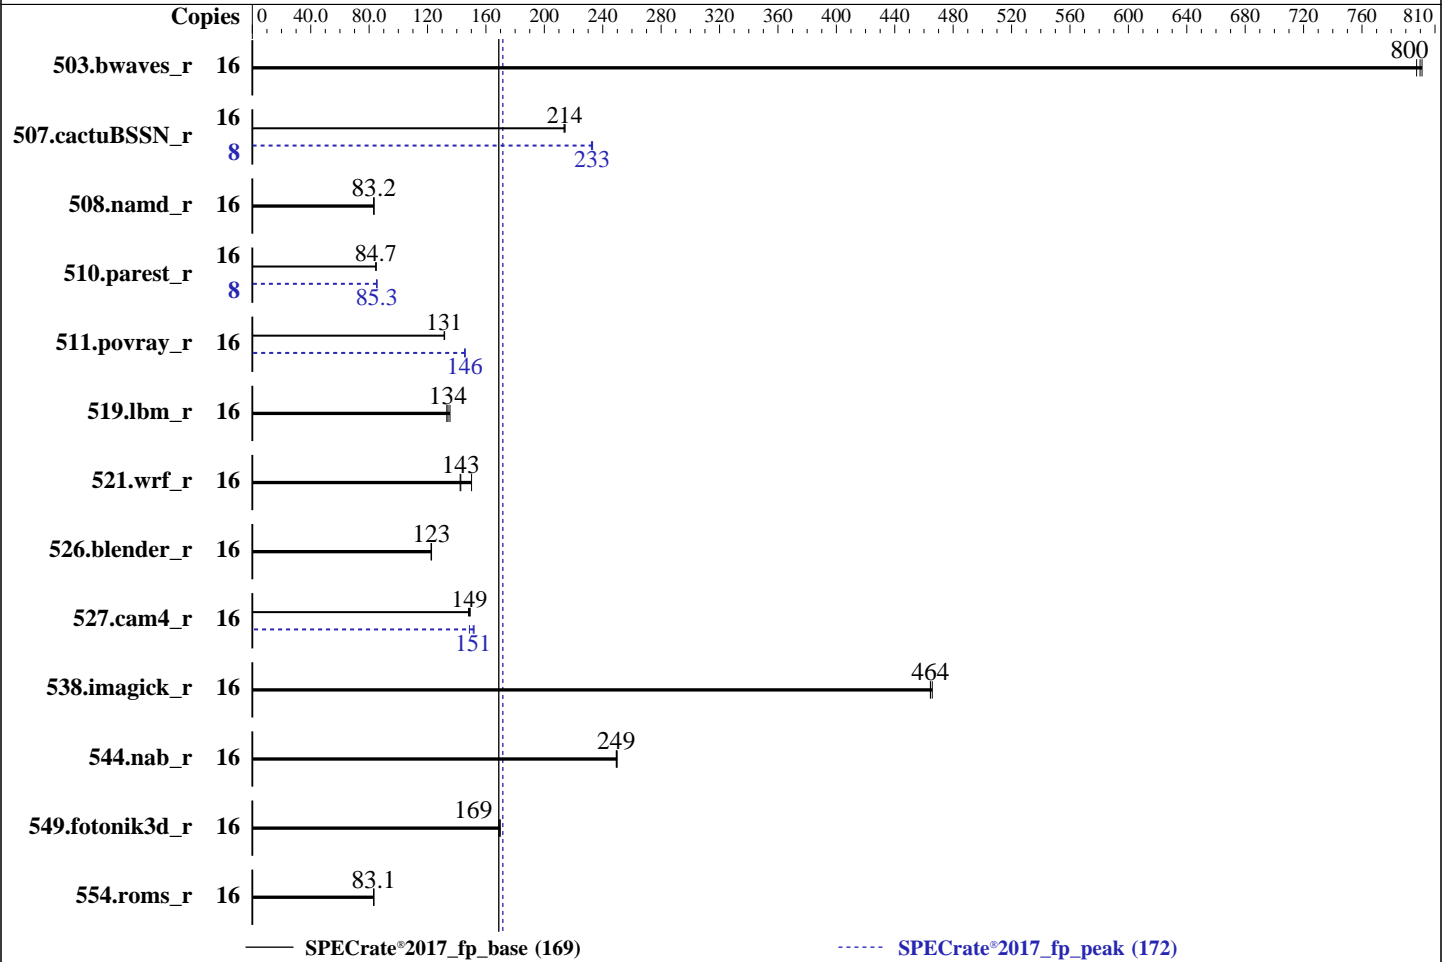 Copies 0 40.0 80.0 120 160 200 240 280 320 360 400 440 480 520 560 600 640 680 720 760 810
503.bwaves_r 16 800
507.cactuBSSN_r 16 214
8 233
508.namd_r 16 83.2
510.parest_r 16 84.7
8 85.3
511.povray_r 16 131
146
519.lbm_r 16 134
521.wrf_r 16 143
526.blender_r 16 123
527.cam4_r 16 149
151
538.imagick_r 16 464
544.nab_r 16 249
549.fotonik3d_r 16 169
554.roms_r 16 83.1
SPECrate®2017_fp_base (169) SPECrate®2017_fp_peak (172)